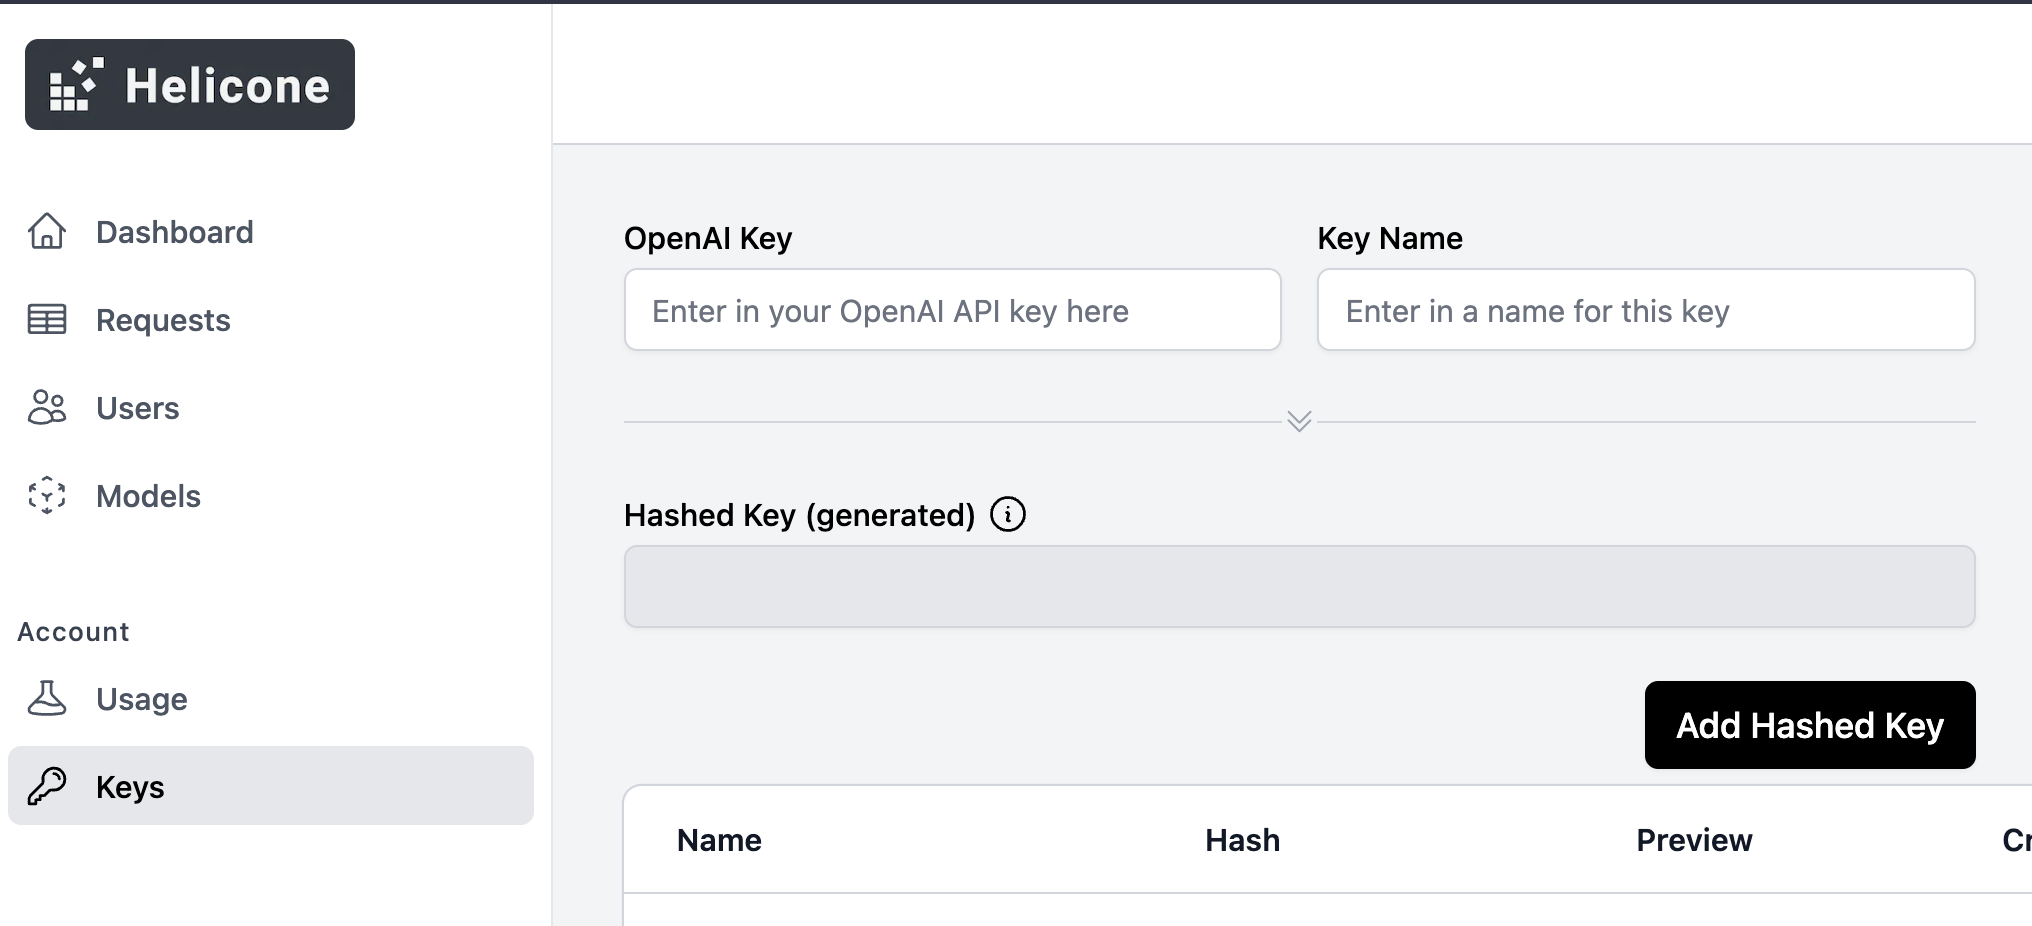 Helicone
Dashboard
Requests
Users
Models
Account
Usage
Keys
OpenAI Key
Key Name
Enter in your OpenAI API key here
Enter in a name for this key
Hashed Key (generated)
Add Hashed Key
Name Hash Preview Cr